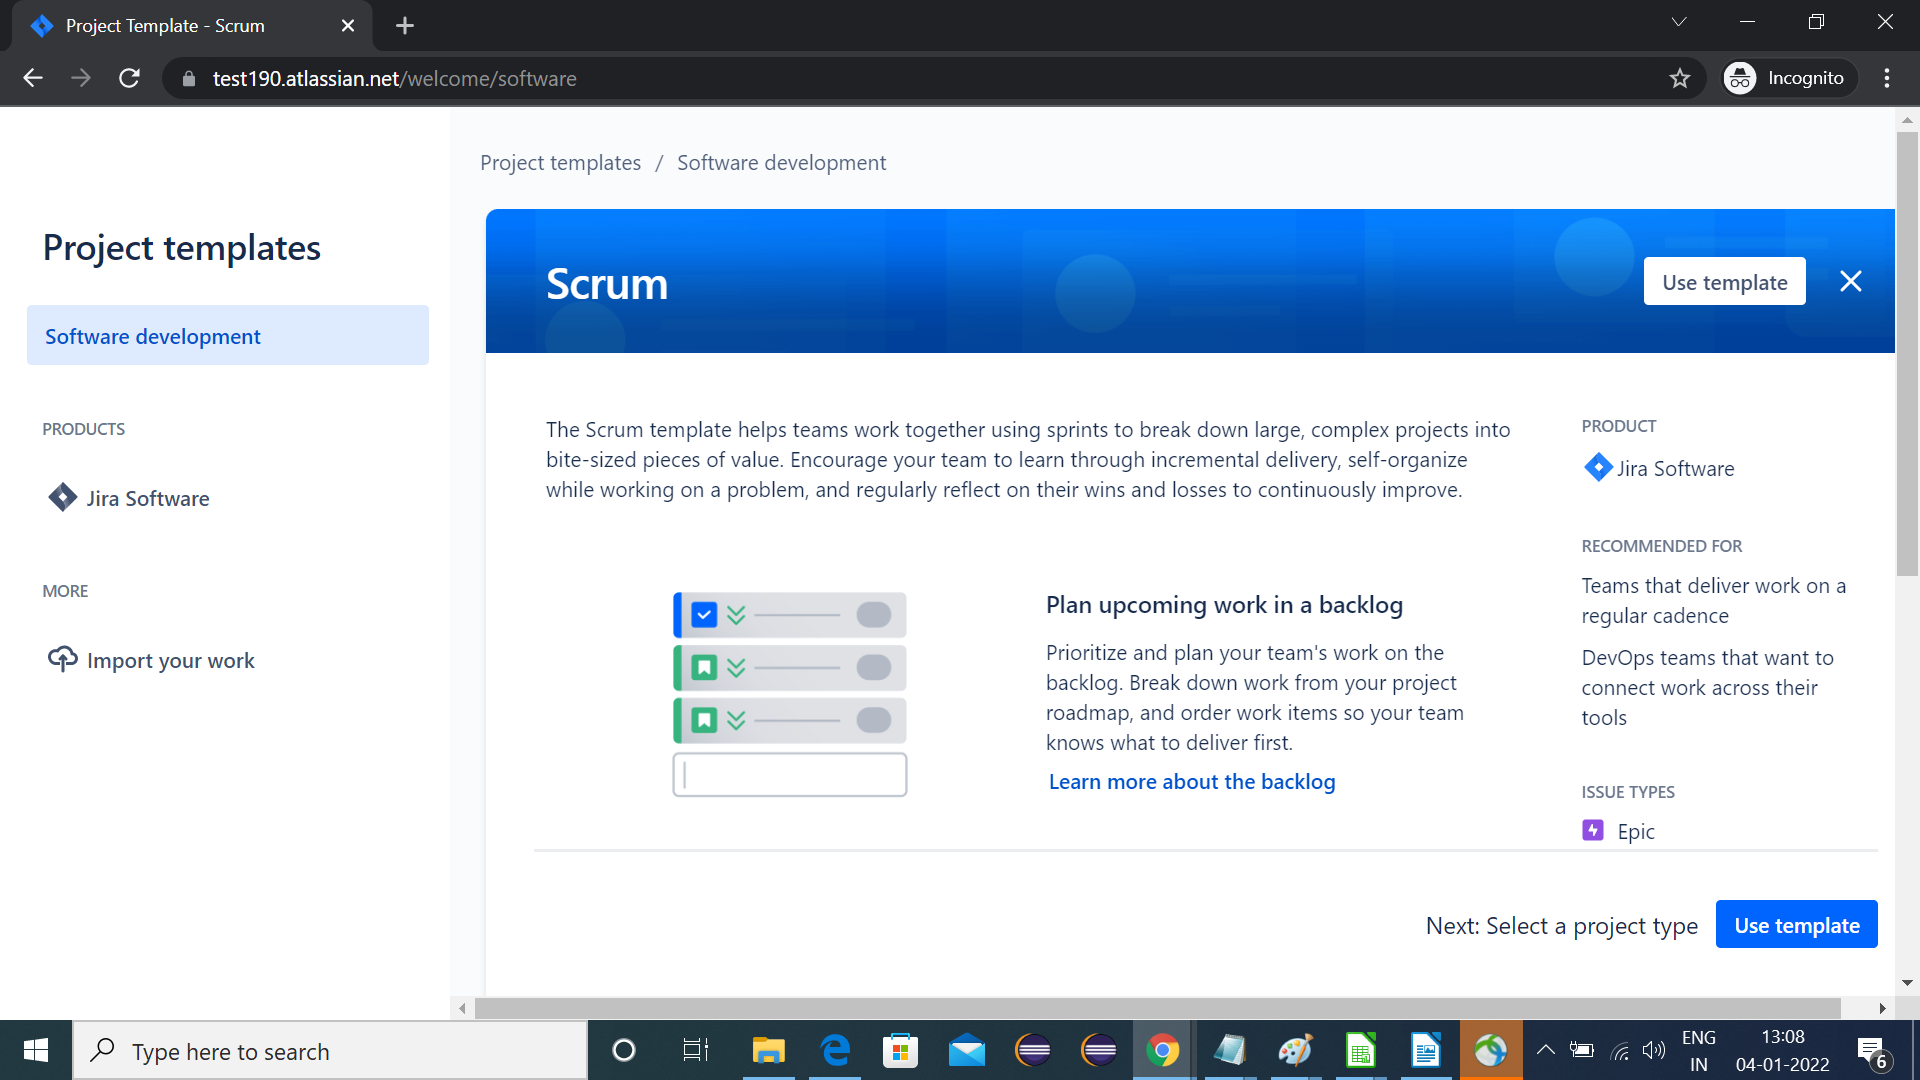 Project Template - Scrum
test190.atlassian.net/welcome/software
Incognito
Project templates / Software development
Project templates
Software development
PRODUCTS
Jira Software
MORE
Import your work
Scrum
Use template
The Scrum template helps teams work together using sprints to break down large, complex projects into
bite-sized pieces of value. Encourage your team to learn through incremental delivery, self-organize
while working on a problem, and regularly reflect on their wins and losses to continuously improve.
Plan upcoming work in a backlog
Prioritize and plan your team's work on the
backlog. Break down work from your project
roadmap, and order work items so your team
knows what to deliver first.
Learn more about the backlog
PRODUCT
Jira Software
RECOMMENDED FOR
Teams that deliver work on a
regular cadence
DevOps teams that want to
connect work across their
tools
ISSUE TYPES
Epic
Next: Select a project type
Use template
Type here to search
ENG
IN
13:08
04-01-2022
6